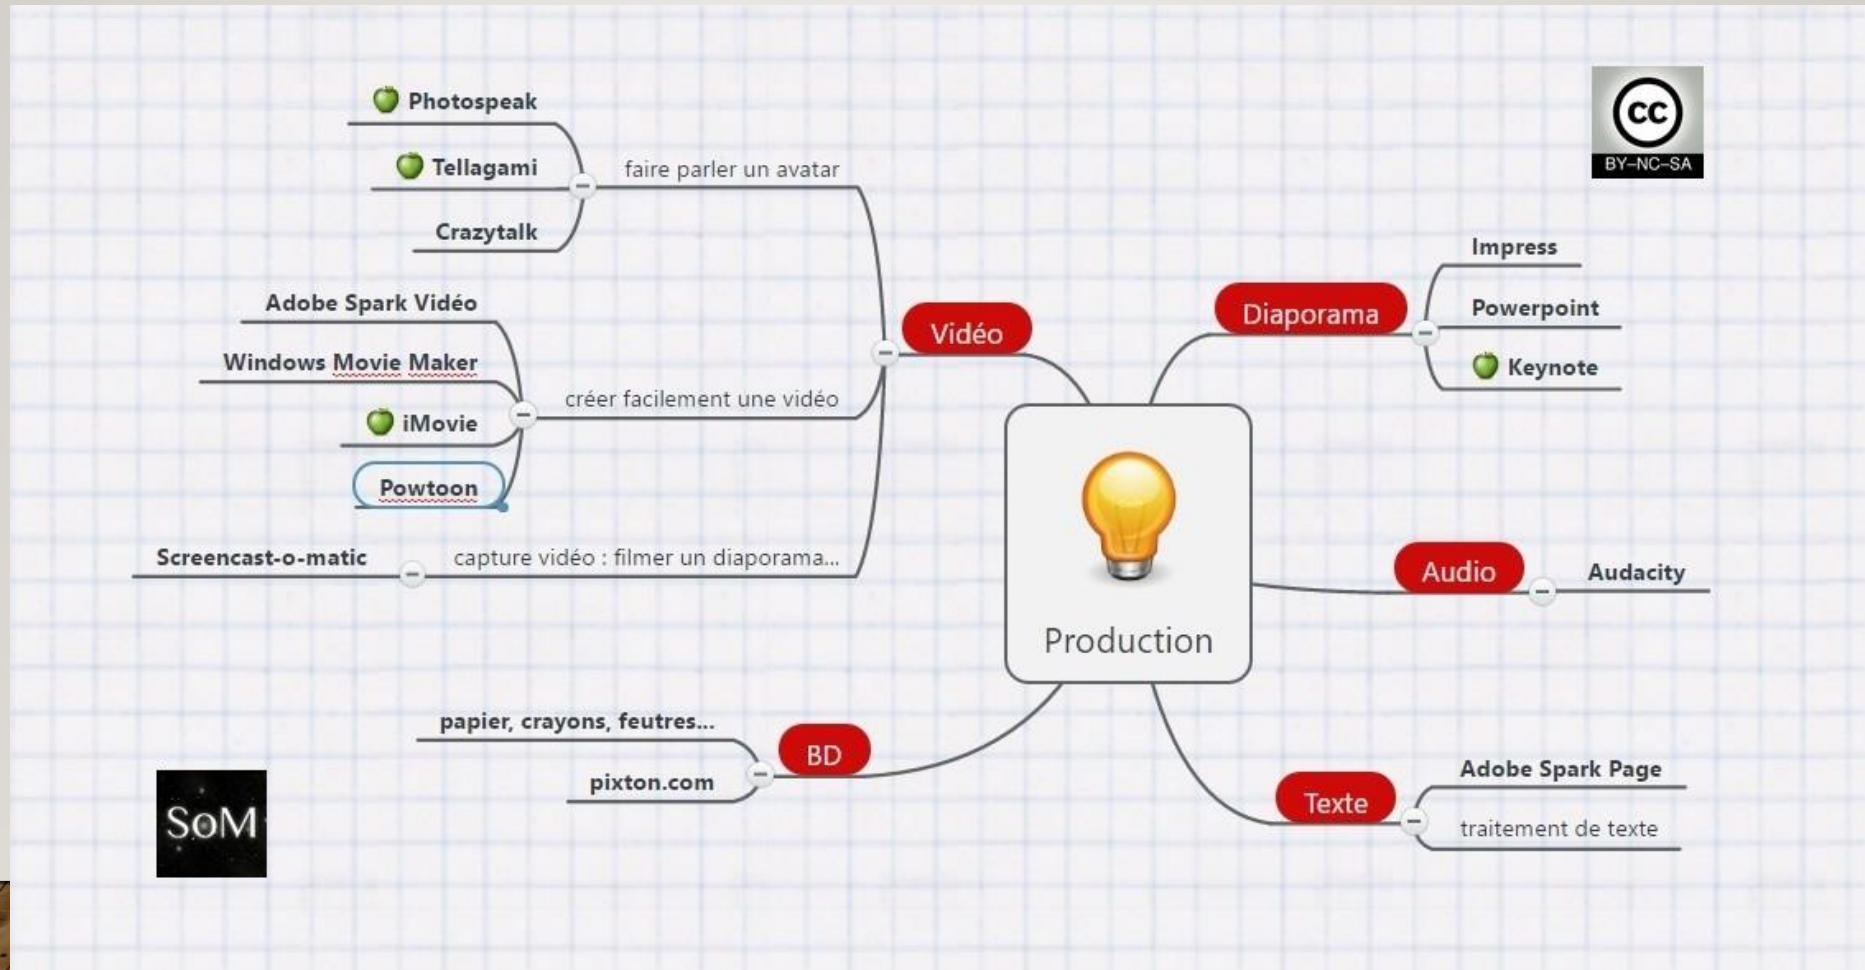 Photospeak
Tellagami
Crazytalk
faire parler un avatar
Adobe Spark Vidéo
Windows Movie Maker
iMovie
Powtoon
créer facilement une vidéo
Screencast-o-matic
capture vidéo : filmer un diaporama...
Vidéo
papier, crayons, feutres...
pixton.com
BD
SoM
Production
CC
BY-NC-SA
Diaporama
Impress
Powerpoint
Keynote
Audio
Audacity
Texte
Adobe Spark Page
traitement de texte